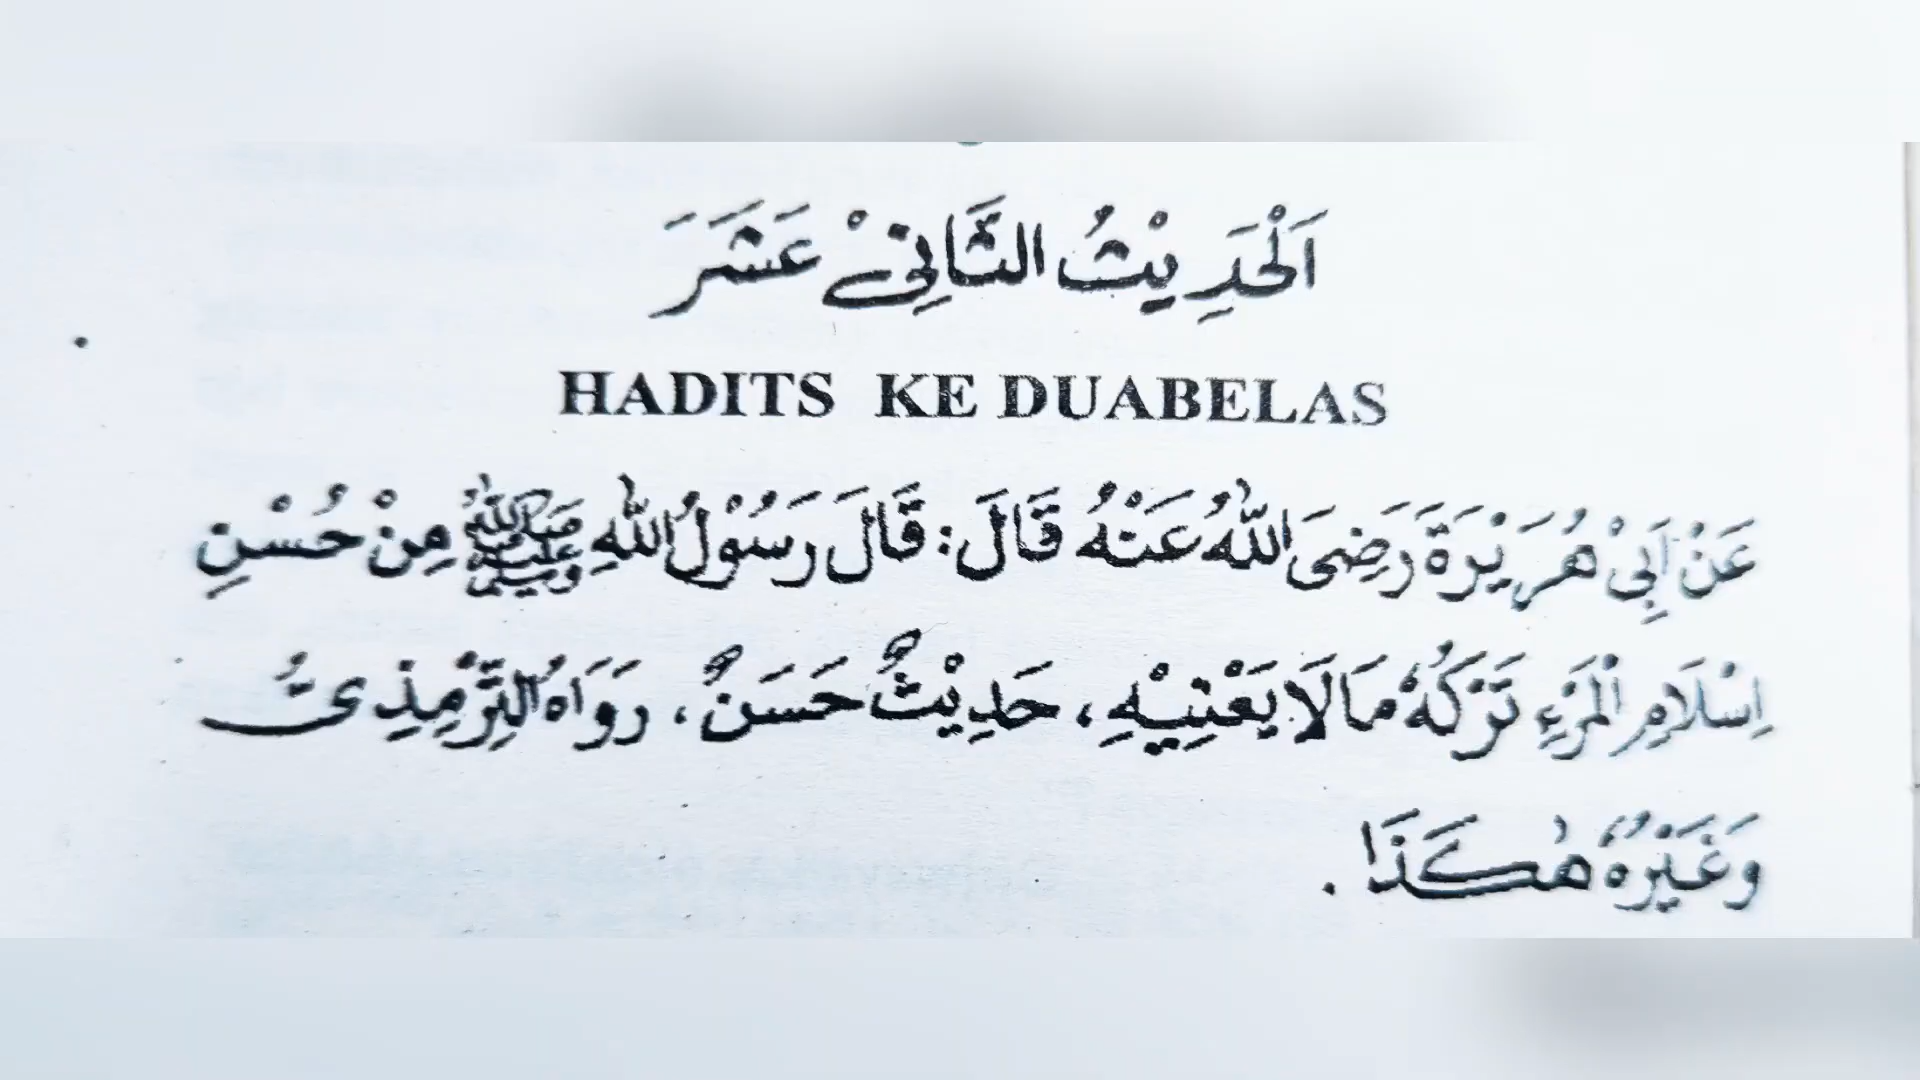 اَلْحَدِيْثُ الثَّانِيْ عَشَرَ
HADITS KE DUABELAS
عَنْ اَبِيْ هُرَيْرَةَ رَضِىَ اللّٰهُ عَنْهُ قَالَ: قَالَ رَسُوْلُ اللّٰهِ ﷺ مِنْ حُسْنِ
اِسْلَامِ الْمَرْءِ تَرْكُهُ مَا لَا يَعْنِيْهِ، حَدِيْثٌ حَسَنٌ، رَوَاهُ التِّرْمِذِىُّ
وَغَيْرُهُ هٰكَذَا.